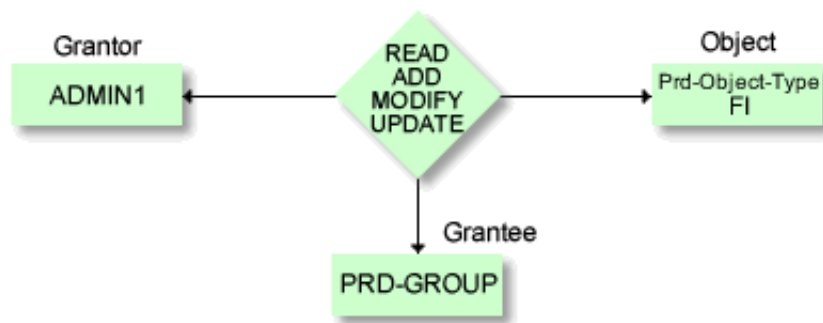 Grantor
ADMIN1
READ
ADD
MODIFY
UPDATE
Object
Prd-Object-Type
FI
Grantee
PRD-GROUP